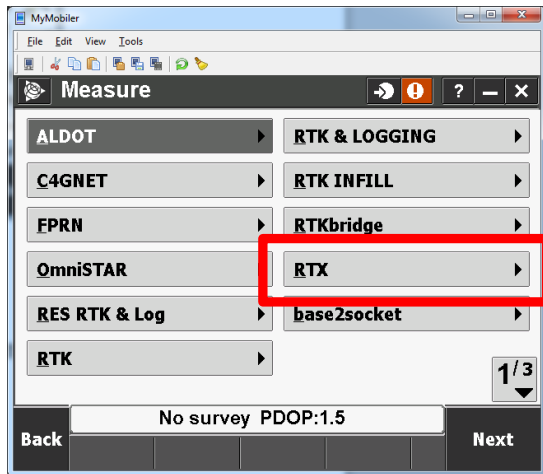 MyMobiler
File Edit View Tools
Measure
? 
ALDOT
RTK & LOGGING
C4GNET
RTK INFILL
FPRN
RTKbridge
OmniSTAR
RTX
RES RTK & Log
base2socket
RTK
1/3
No survey PDOP:1.5
Back
Next